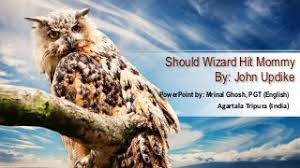 Should Wizard Hit Mommy
By: John Updike
PowerPoint by: Mrinal Ghosh, PGT (English)
Agartala Tripura (India)